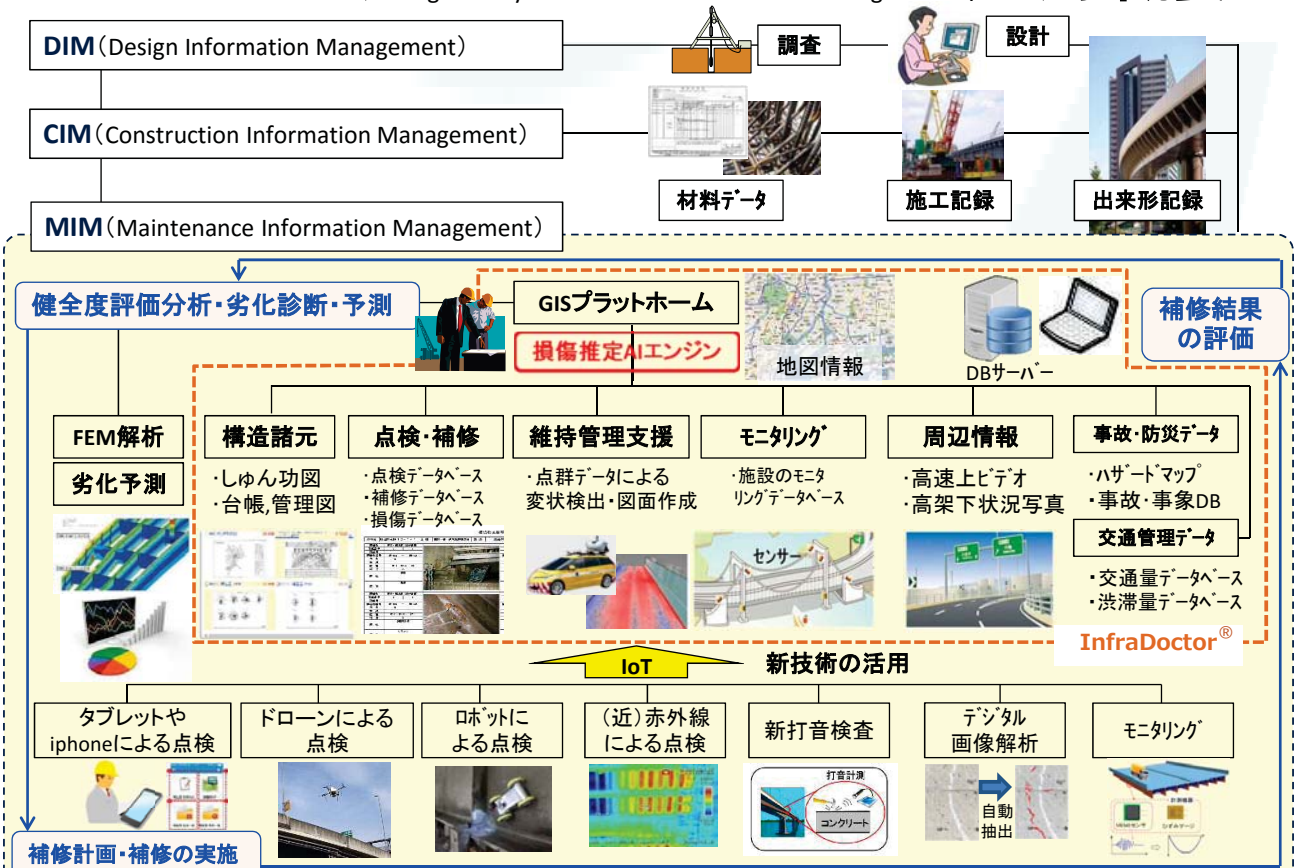 DIM(Design Information Management)
調査
設計
CIM(Construction Information Management)
材料データ
施工記録
出来形記録
MIM(Maintenance Information Management)
健全度評価分析・劣化診断・予測
GISプラットホーム
損傷推定AIエンジン
地図情報
DBサーバー
補修結果
の評価
FEM解析
劣化予測
構造諸元
・しゅん功図
・台帳,管理図
点検・補修
・点検データベース
・補修データベース
・損傷データベース
維持管理支援
・点群データによる
変状検出・図面作成
モニタリング
・施設のモニタ
リングデータベース
センサー
周辺情報
・高速上ビデオ
・高架下状況写真
事故・防災データ
・ハザードマップ
・事故・事象DB
交通管理データ
・交通量データベース
・渋滞量データベース
InfraDoctor®
IoT
新技術の活用
タブレットや
iphoneによる点検
ドローンによる
点検
ロボットに
よる点検
(近)赤外線
による点検
新打音検査
打音計測
コンクリート
デジタル
画像解析
自動
抽出
モニタリング
補修計画・補修の実施